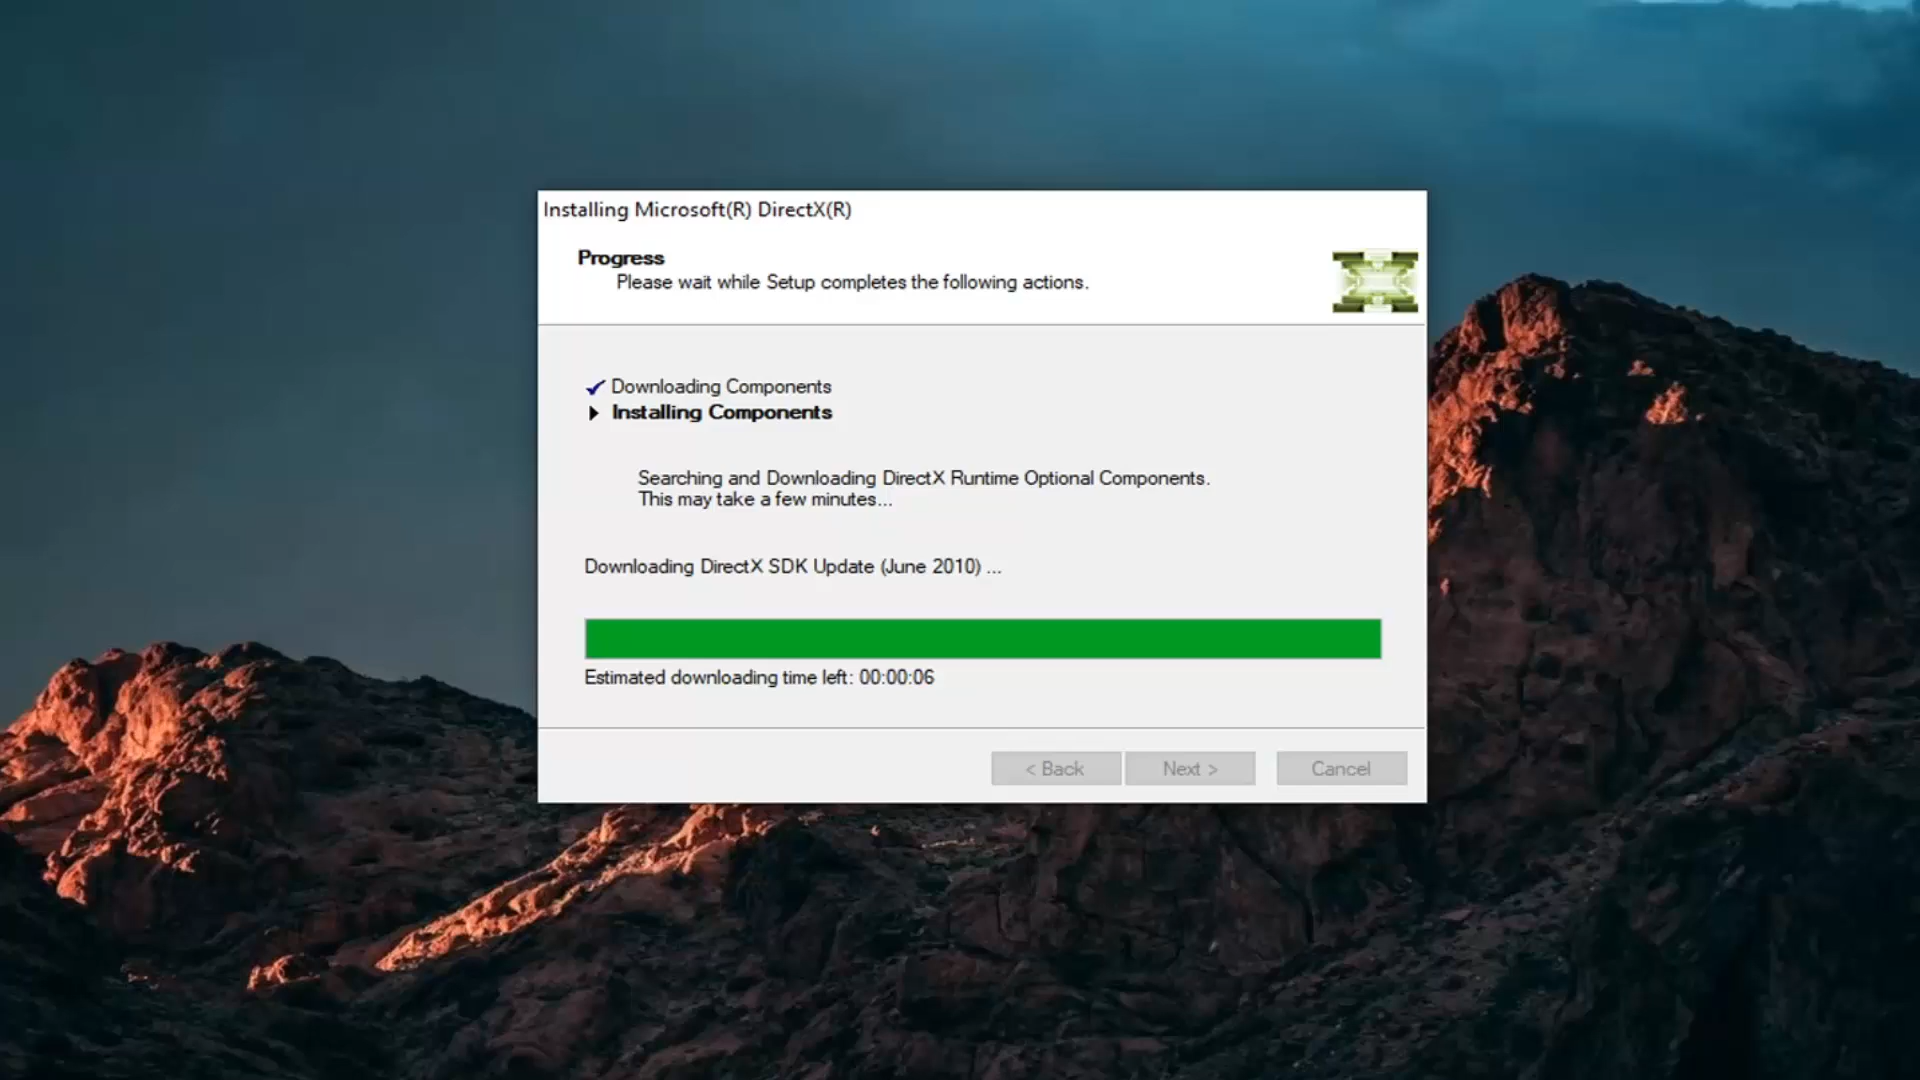 Installing Microsoft(R) DirectX(R)
Progress
Please wait while Setup completes the following actions.
Downloading Components
Installing Components
Searching and Downloading DirectX Runtime Optional Components.
This may take a few minutes...
Downloading DirectX SDK Update (June 2010) ...
Estimated downloading time left: 00:00:06
< Back
Next >
Cancel